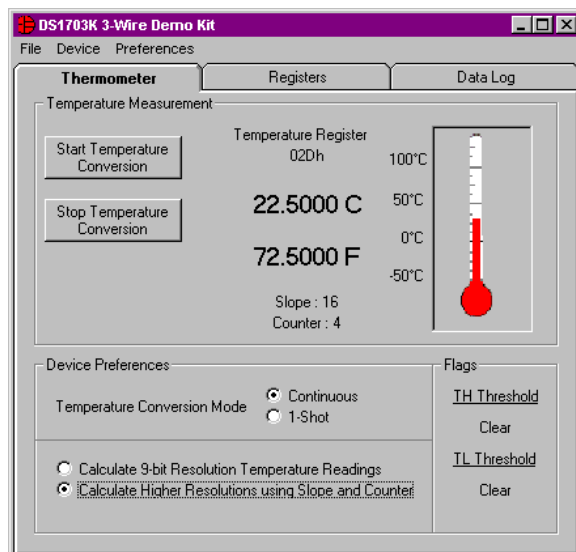 DS1703K 3-Wire Demo Kit
File Device Preferences
Thermometer Registers Data Log
Temperature Measurement
Start Temperature
Conversion
Stop Temperature
Conversion
Temperature Register
02Dh
22.5000 C
72.5000 F
Slope : 16
Counter : 4
100°C
50°C
0°C
-50°C
Device Preferences
Temperature Conversion Mode
Continuous
1-Shot
Calculate 9-bit Resolution Temperature Readings
Calculate Higher Resolutions using Slope and Counter
Flags
TH Threshold
Clear
TL Threshold
Clear